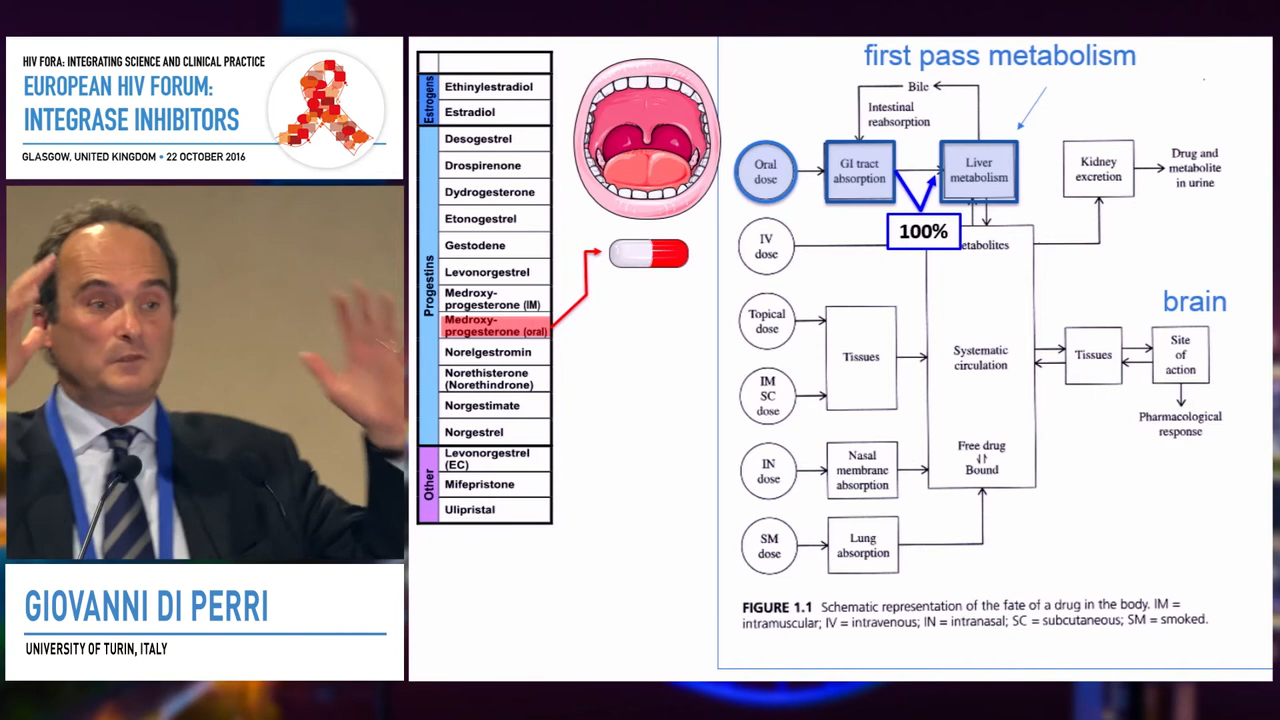 HIV FORA: INTEGRATING SCIENCE AND CLINICAL PRACTICE
EUROPEAN HIV FORUM:
INTEGRASE INHIBITORS
GLASGOW, UNITED KINGDOM • 22 OCTOBER 2016
GIOVANNI DI PERRI
UNIVERSITY OF TURIN, ITALY
Estrogens
Ethinylestradiol
Estradiol
Progestins
Desogestrel
Drospirenone
Dydrogesterone
Etonogestrel
Gestodene
Levonorgestrel
Medroxy-
progesterone (IM)
Medroxy-
progesterone (oral)
Norelgestromin
Norethisterone
(Norethindrone)
Norgestimate
Norgestrel
Other
Levonorgestrel
(EC)
Mifepristone
Ulipristal
first pass metabolism
Bile
Intestinal
reabsorption
Oral
dose
GI tract
absorption
Liver
metabolism
Kidney
excretion
Drug and
metabolite
in urine
100%
IV
dose
etabolites
brain
Topical
dose
Tissues
Systematic
circulation
Tissues
Site
of
action
IM
SC
dose
Pharmacological
response
IN
dose
Nasal
membrane
absorption
Free drug
Bound
SM
dose
Lung
absorption
FIGURE 1.1 Schematic representation of the fate of a drug in the body. IM =
intramuscular; IV = intravenous; IN = intranasal; SC = subcutaneous; SM = smoked.